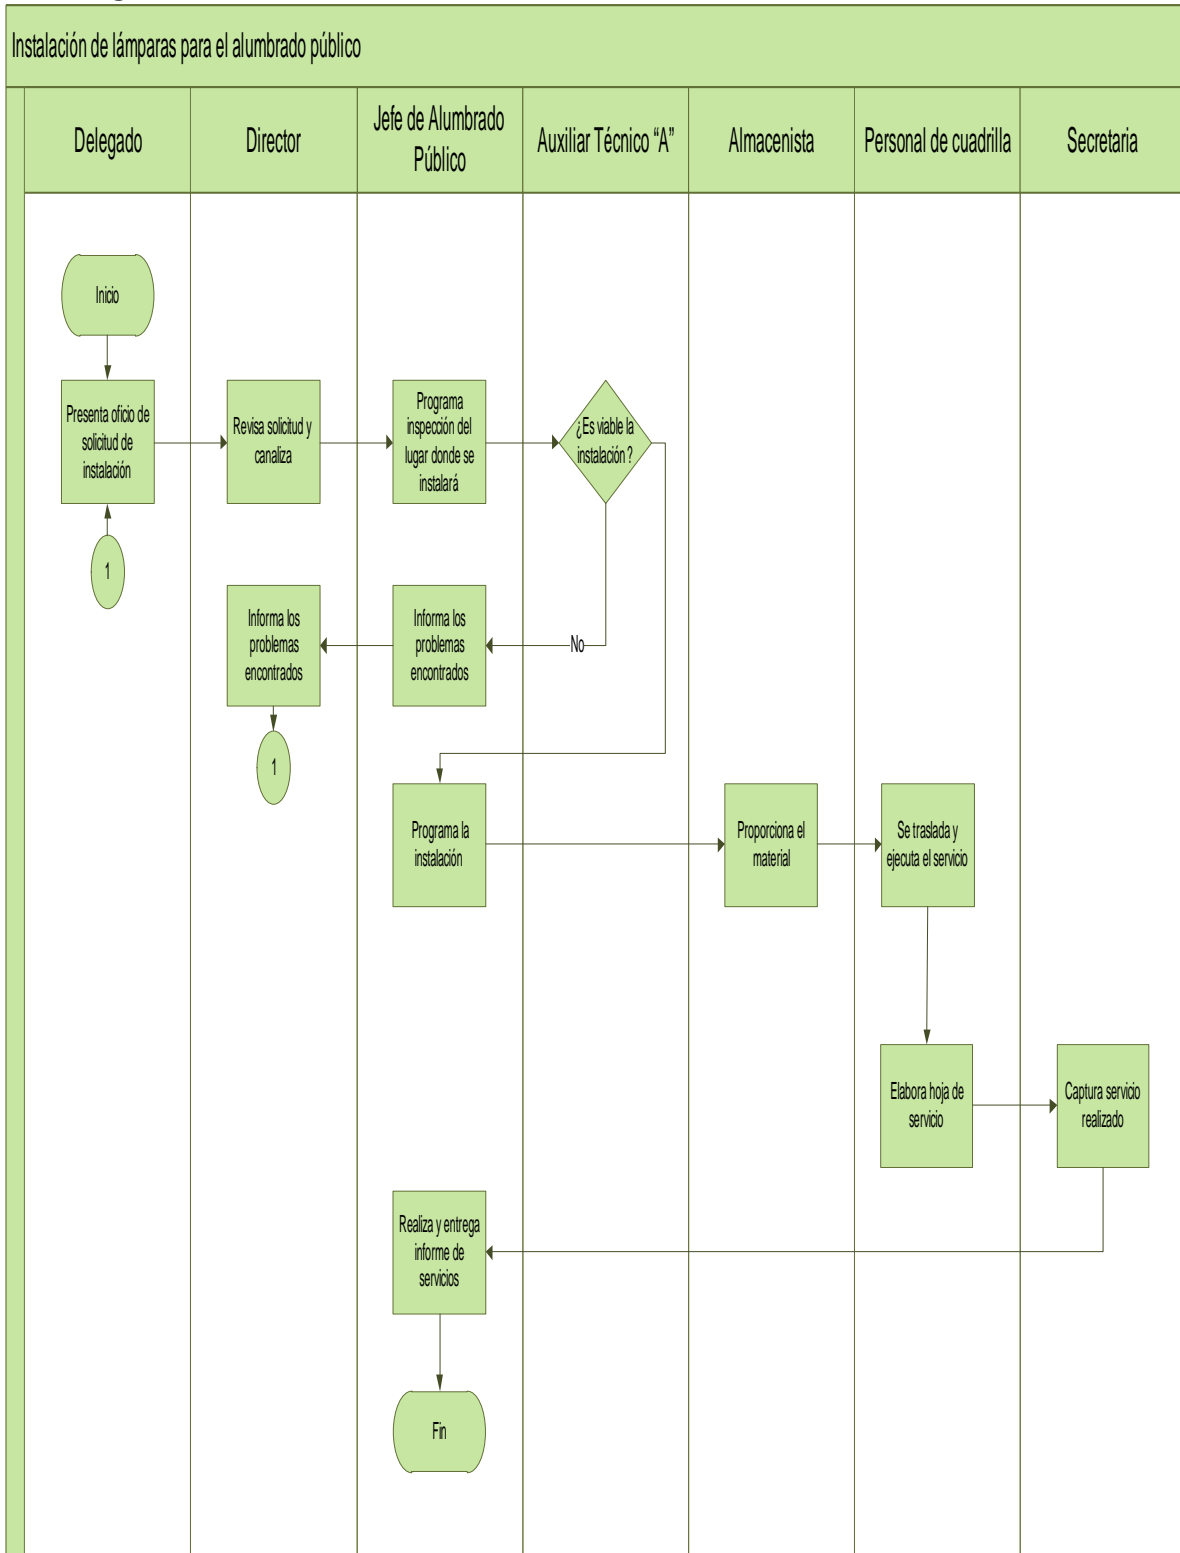 Instalación de lámparas para el alumbrado público
Delegado
Director
Jefe de Alumbrado
Público
Auxiliar Técnico “A”
Almacenista
Personal de cuadrilla
Secretaria
Inicio
Presenta oficio de
solicitud de
instalación
Revisa solicitud y
canaliza
Programa
inspección del
lugar donde se
instalará
¿Es viable la
instalación ?
1
Informa los
problemas
encontrados
Informa los
problemas
encontrados
No
1
Programa la
instalación
Proporciona el
material
Se traslada y
ejecuta el servicio
Elabora hoja de
servicio
Captura servicio
realizado
Realiza y entrega
informe de
servicios
Fin